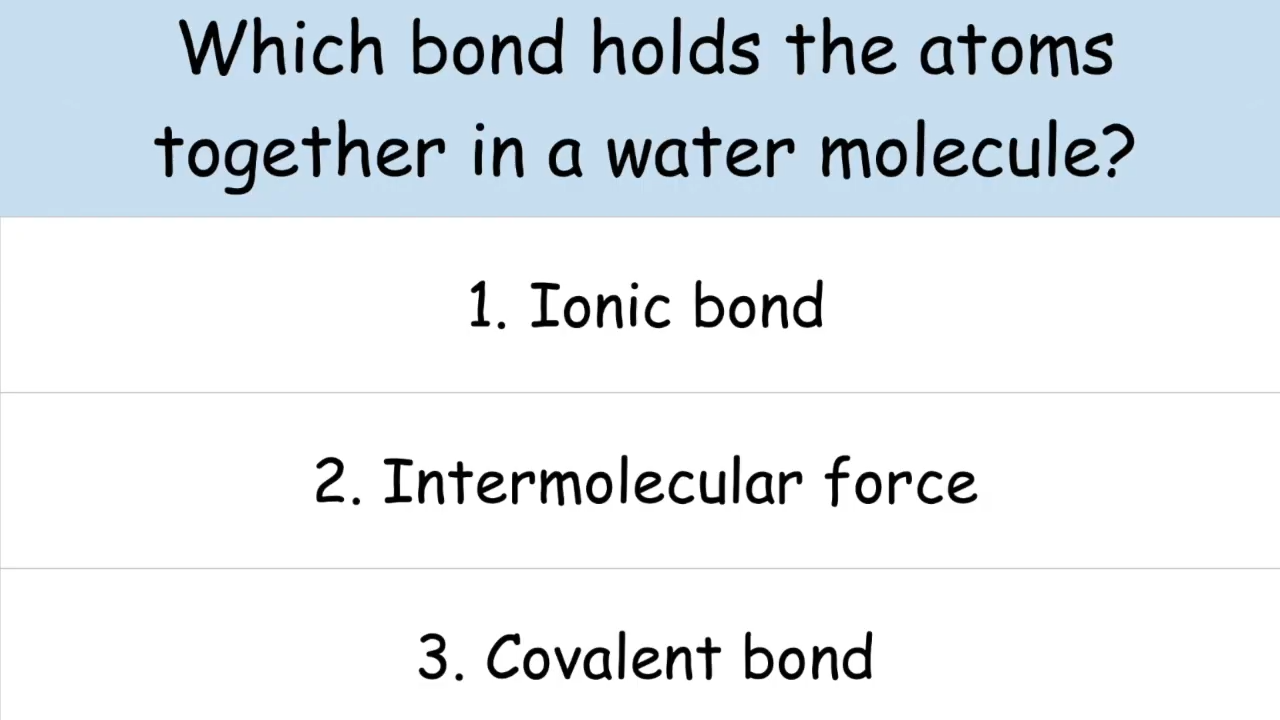 Which bond holds the atoms
together in a water molecule?
1. Ionic bond
2. Intermolecular force
3. Covalent bond